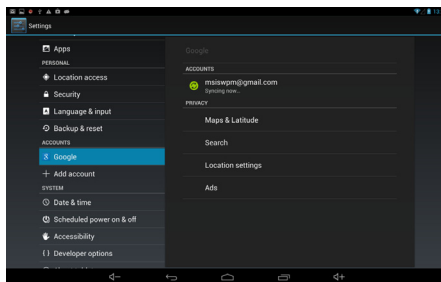 Settings
Apps
PERSONAL
Location access
Security
Language & input
Backup & reset
ACCOUNTS
Google
Add account
SYSTEM
Date & time
Scheduled power on & off
Accessibility
Developer options
Google
ACCOUNTS
msiswpm@gmail.com
Syncing now..
PRIVACY
Maps & Latitude
Search
Location settings
Ads